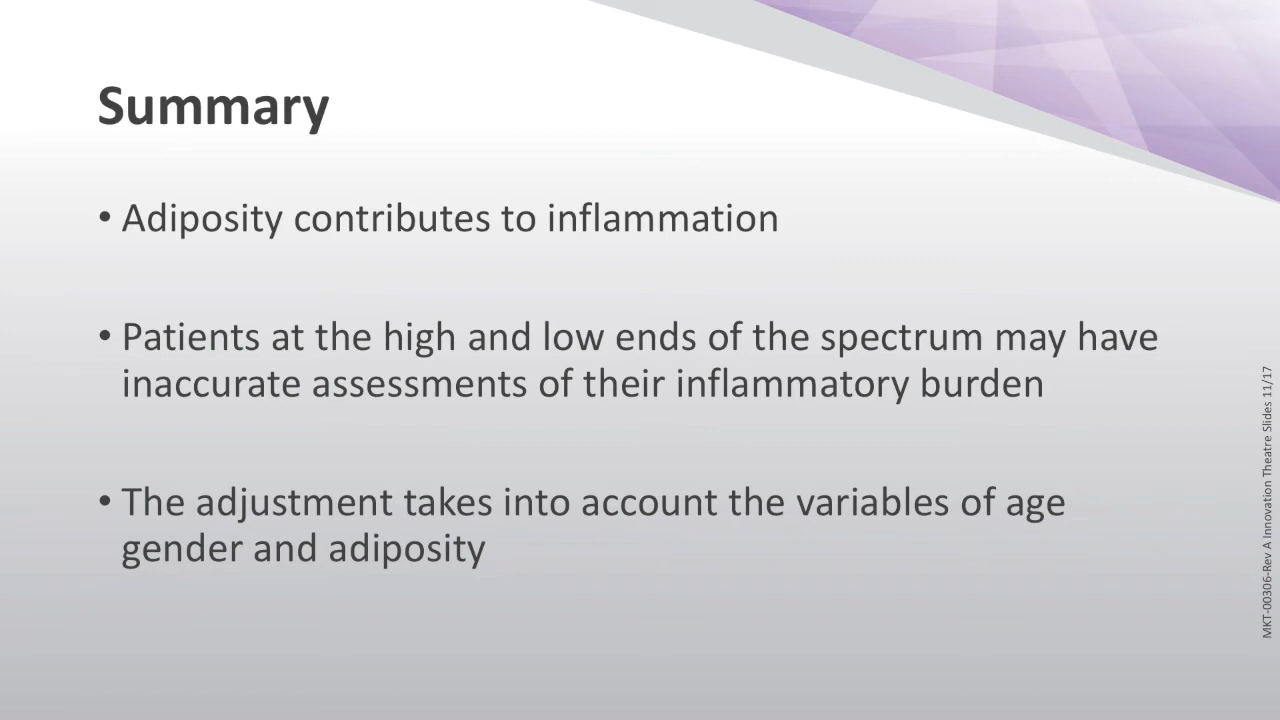 Summary
• Adiposity contributes to inflammation
• Patients at the high and low ends of the spectrum may have
inaccurate assessments of their inflammatory burden
• The adjustment takes into account the variables of age
gender and adiposity
MKT-00306-Rev A Innovation Theatre Slides 11/17